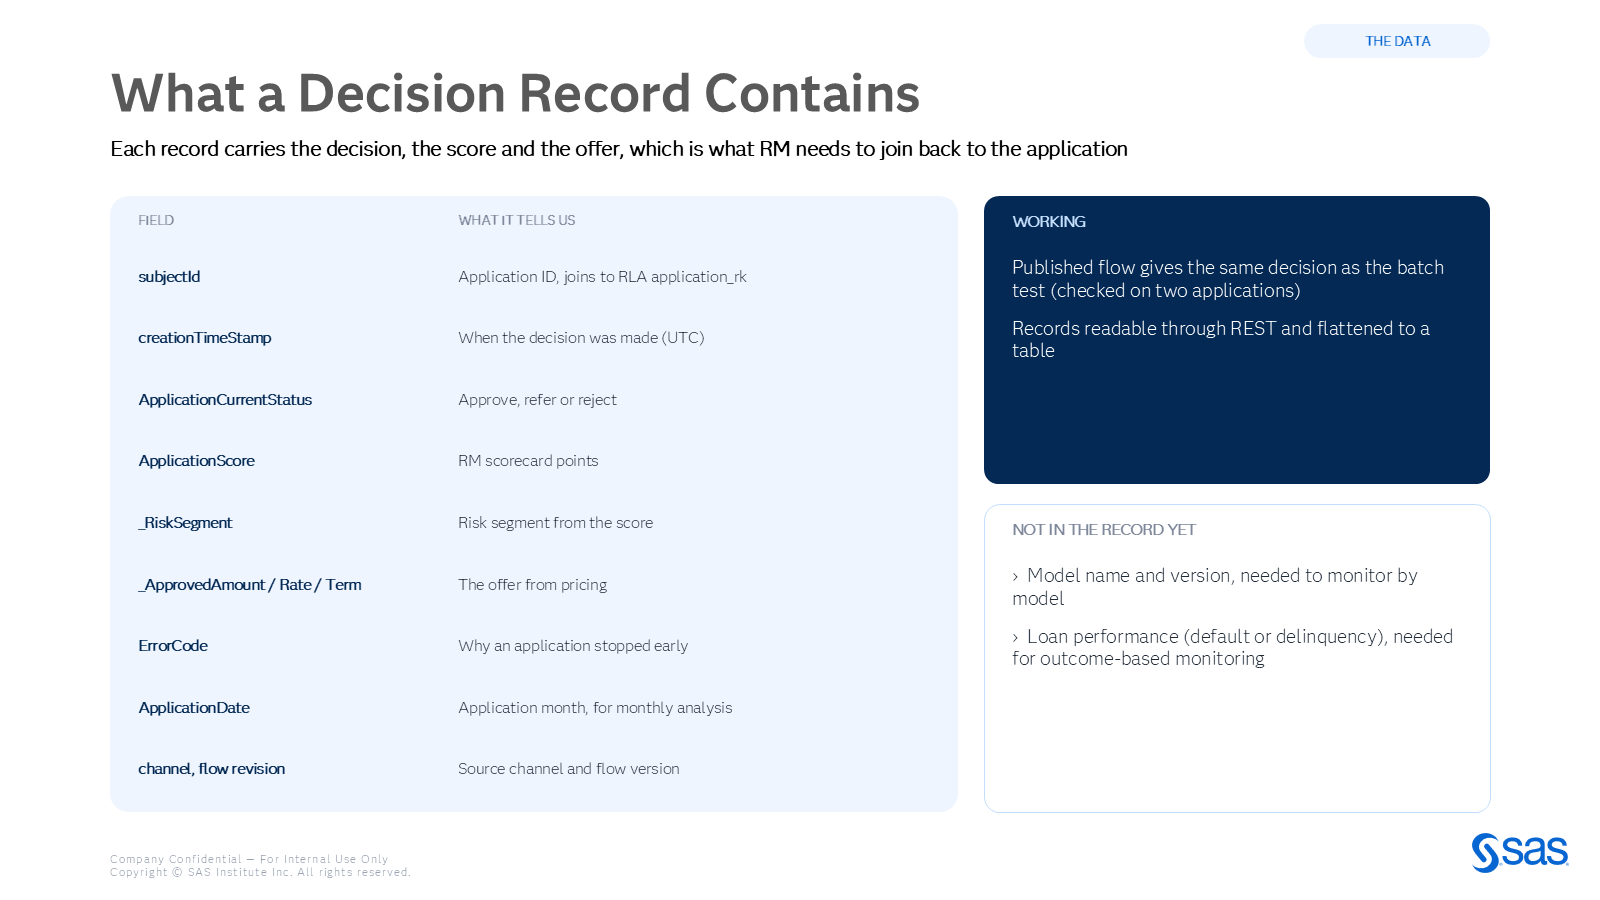 THE DATA
What a Decision Record Contains
Each record carries the decision, the score and the offer, which is what RM needs to join back to the application
FIELD WHAT IT TELLS US
subjectId Application ID, joins to RLA application_rk
creationTimeStamp When the decision was made (UTC)
ApplicationCurrentStatus Approve, refer or reject
ApplicationScore RM scorecard points
_RiskSegment Risk segment from the score
_ApprovedAmount / Rate / Term The offer from pricing
ErrorCode Why an application stopped early
ApplicationDate Application month, for monthly analysis
channel, flow revision Source channel and flow version
WORKING
Published flow gives the same decision as the batch
test (checked on two applications)
Records readable through REST and flattened to a
table
NOT IN THE RECORD YET
› Model name and version, needed to monitor by
model
› Loan performance (default or delinquency), needed
for outcome-based monitoring
Company Confidential – For Internal Use Only
Copyright © SAS Institute Inc. All rights reserved.
sas